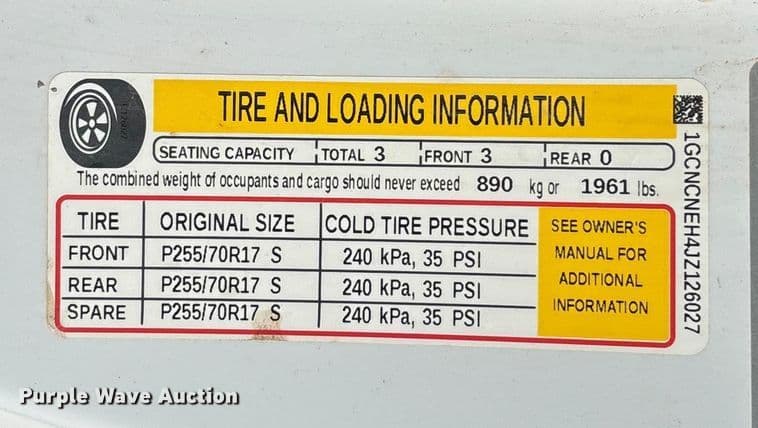 TIRE AND LOADING INFORMATION
SEATING CAPACITY TOTAL 3 FRONT 3 REAR 0
The combined weight of occupants and cargo should never exceed 890 kg or 1961 lbs.
TIRE ORIGINAL SIZE COLD TIRE PRESSURE
FRONT P255/70R17 S 240 kPa, 35 PSI
REAR P255/70R17 S 240 kPa, 35 PSI
SPARE P255/70R17 S 240 kPa, 35 PSI
SEE OWNER'S
MANUAL FOR
ADDITIONAL
INFORMATION
1GCNCNEH4JZ126027
Purple Wave Auction